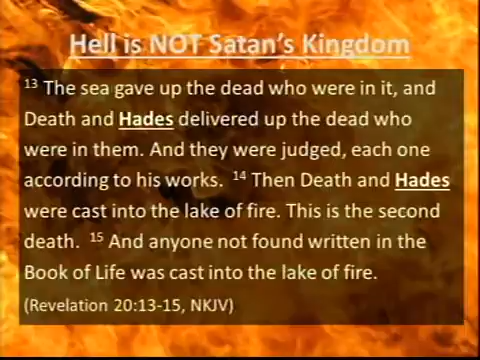 Hell is NOT Satan's Kingdom
13 The sea gave up the dead who were in it, and
Death and Hades delivered up the dead who
were in them. And they were judged, each one
according to his works. 14 Then Death and Hades
were cast into the lake of fire. This is the second
death. 15 And anyone not found written in the
Book of Life was cast into the lake of fire.
(Revelation 20:13-15, NKJV)